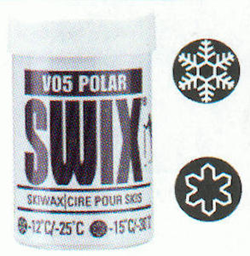 V05 POLAR
SWIX
SKIWAX|CIRE POUR SKIS
-12°C/-25°C -15°C/-30°C